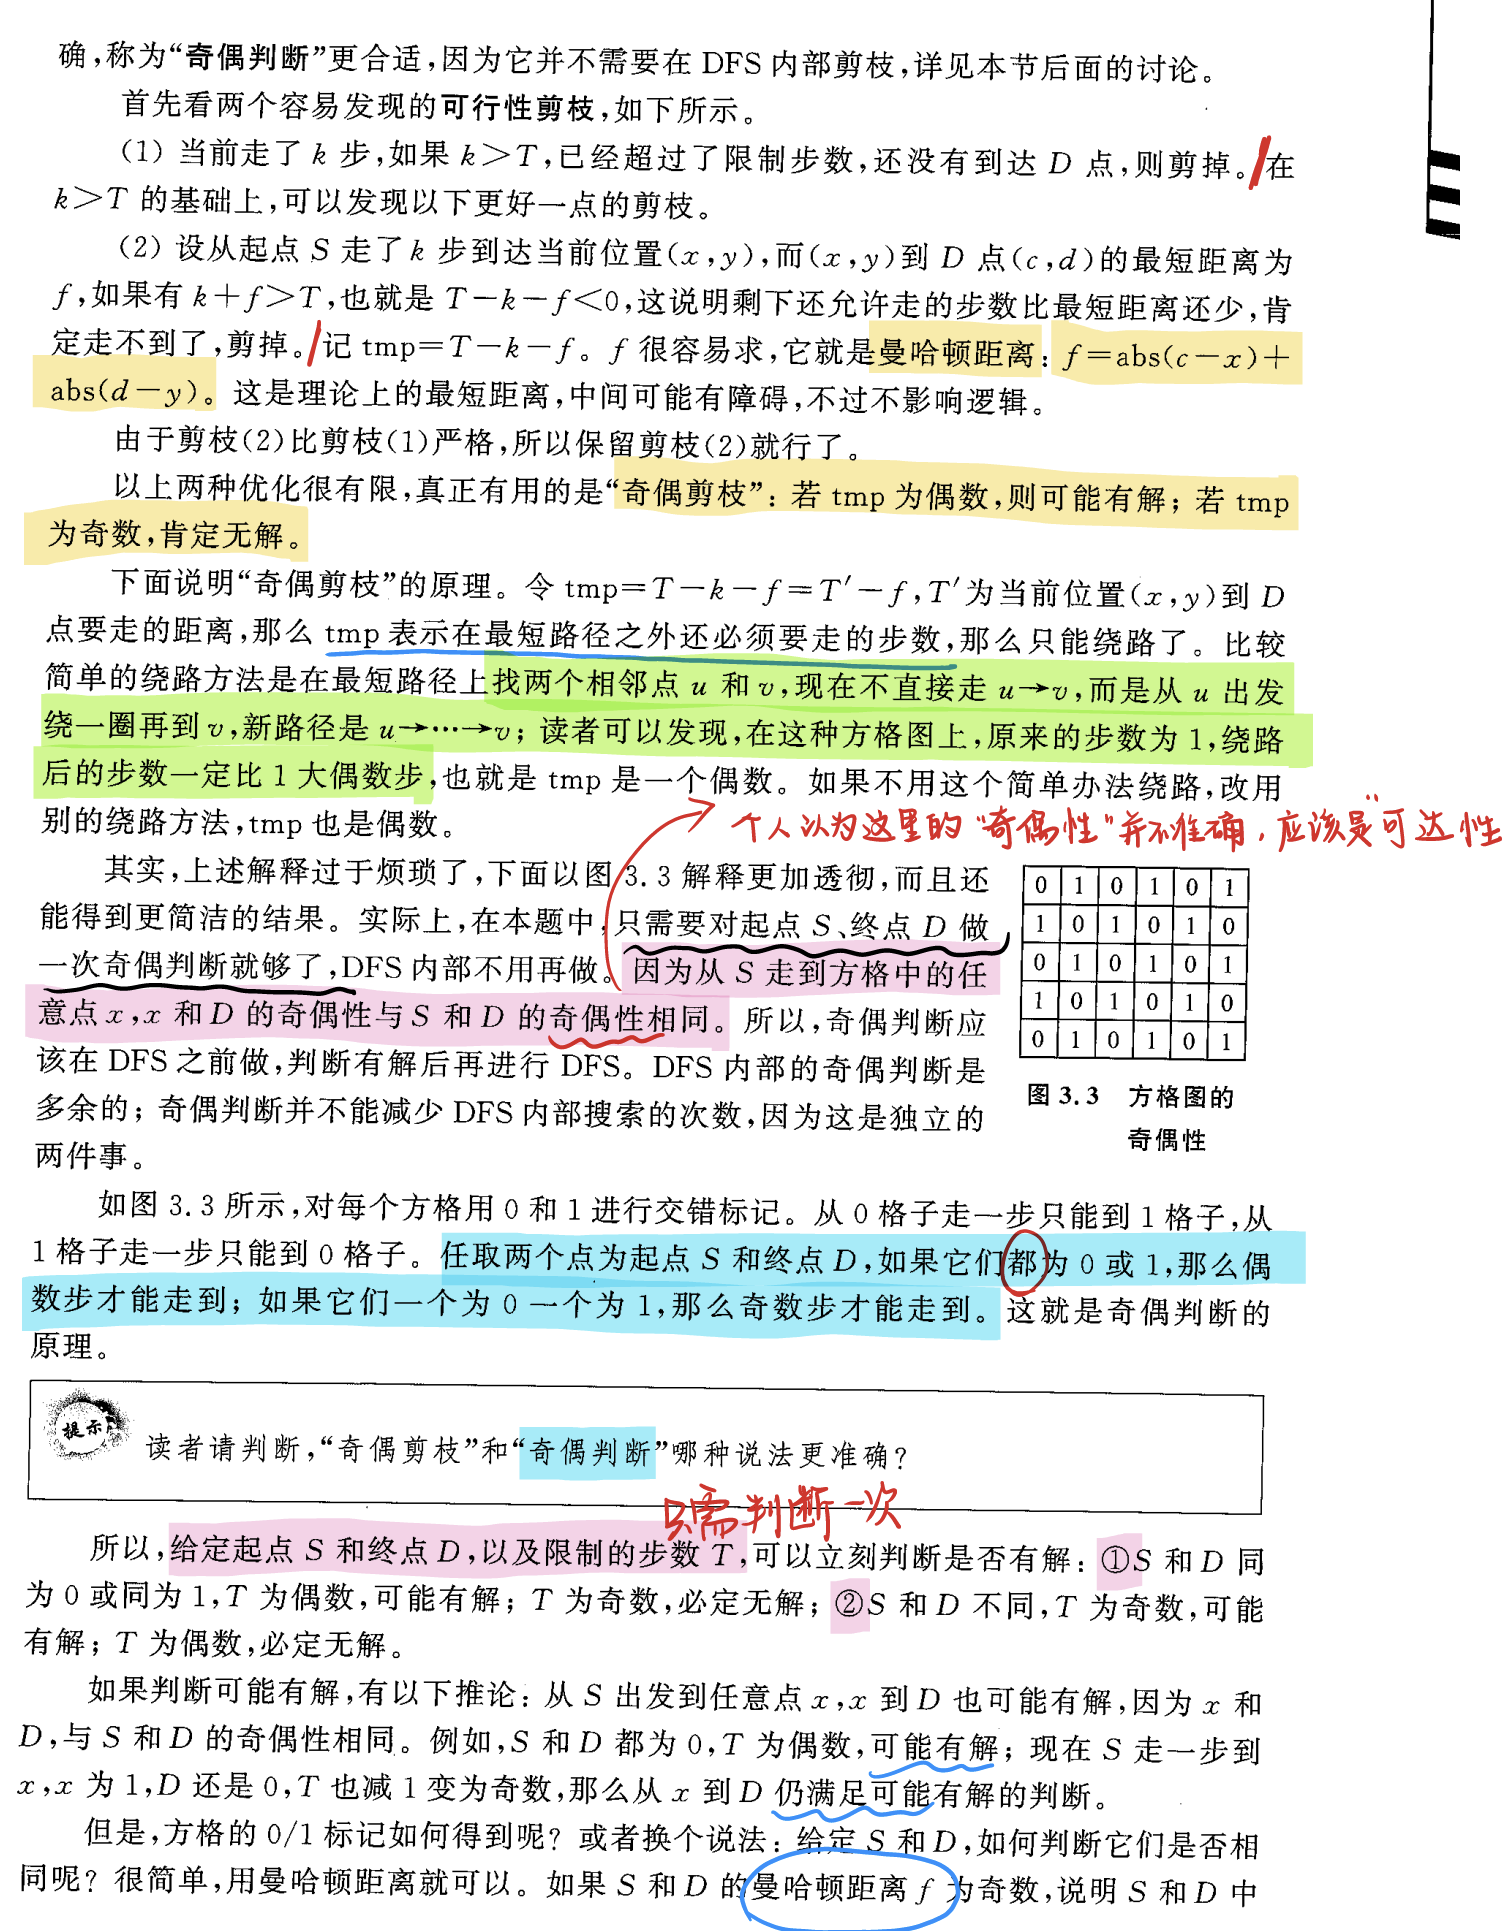 确,称为“奇偶判断”更合适,因为它并不需要在 DFS 内部剪枝,详见本节后面的讨论。
首先看两个容易发现的可行性剪枝,如下所示。
(1) 当前走了 k 步,如果 k>T,已经超过了限制步数,还没有到达 D 点,则剪掉。在
k>T 的基础上,可以发现以下更好一点的剪枝。
(2) 设从起点 S 走了 k 步到达当前位置(x,y),而(x,y)到 D 点(c,d)的最短距离为
f,如果有 k+f>T,也就是 T-k-f<0,这说明剩下还允许走的步数比最短距离还少,肯
定走不到了,剪掉。记 tmp=T-k-f。f 很容易求,它就是曼哈顿距离:f=abs(c-x)+
abs(d-y)。这是理论上的最短距离,中间可能有障碍,不过不影响逻辑。
由于剪枝(2)比剪枝(1)严格,所以保留剪枝(2)就行了。
以上两种优化很有限,真正有用的是“奇偶剪枝”:若 tmp 为偶数,则可能有解;若 tmp
为奇数,肯定无解。
下面说明“奇偶剪枝”的原理。令 tmp=T-k-f=T′-f,T′为当前位置(x,y)到 D
点要走的距离,那么 tmp 表示在最短路径之外还必须要走的步数,那么只能绕路了。比较
简单的绕路方法是在最短路径上找两个相邻点 u 和 v,现在不直接走 u→v,而是从 u 出发
绕一圈再到 v,新路径是 u→⋯→v;读者可以发现,在这种方格图上,原来的步数为 1,绕路
后的步数一定比 1 大偶数步,也就是 tmp 是一个偶数。如果不用这个简单办法绕路,改用
别的绕路方法,tmp 也是偶数。
个人认为这里的“奇偶性”并不准确,应该是“可达性
其实,上述解释过于烦琐了,下面以图 3.3 解释更加透彻,而且还
能得到更简洁的结果。实际上,在本题中,只需要对起点 S、终点 D 做
一次奇偶判断就够了,DFS 内部不用再做。因为从 S 走到方格中的任
意点 x,x 和 D 的奇偶性与 S 和 D 的奇偶性相同。所以,奇偶判断应
该在 DFS 之前做,判断有解后再进行 DFS。DFS 内部的奇偶判断是
多余的;奇偶判断并不能减少 DFS 内部搜索的次数,因为这是独立的
两件事。
0 1 0 1 0 1
1 0 1 0 1 0
0 1 0 1 0 1
1 0 1 0 1 0
0 1 0 1 0 1
图 3.3 方格图的
奇偶性
如图 3.3 所示,对每个方格用 0 和 1 进行交错标记。从 0 格子走一步只能到 1 格子,从
1 格子走一步只能到 0 格子。任取两个点为起点 S 和终点 D,如果它们都为 0 或 1,那么偶
数步才能走到;如果它们一个为 0 一个为 1,那么奇数步才能走到。这就是奇偶判断的
原理。
提示
读者请判断,“奇偶剪枝”和“奇偶判断”哪种说法更准确?
只需判断一次
所以,给定起点 S 和终点 D,以及限制的步数 T,可以立刻判断是否有解:①S 和 D 同
为 0 或同为 1,T 为偶数,可能有解;T 为奇数,必定无解;②S 和 D 不同,T 为奇数,可能
有解;T 为偶数,必定无解。
如果判断可能有解,有以下推论:从 S 出发到任意点 x,x 到 D 也可能有解,因为 x 和
D,与 S 和 D 的奇偶性相同。例如,S 和 D 都为 0,T 为偶数,可能有解;现在 S 走一步到
x,x 为 1,D 还是 0,T 也减 1 变为奇数,那么从 x 到 D 仍满足可能有解的判断。
但是,方格的 0/1 标记如何得到呢?或者换个说法:给定 S 和 D,如何判断它们是否相
同呢?很简单,用曼哈顿距离就可以。如果 S 和 D 的曼哈顿距离 f 为奇数,说明 S 和 D 中